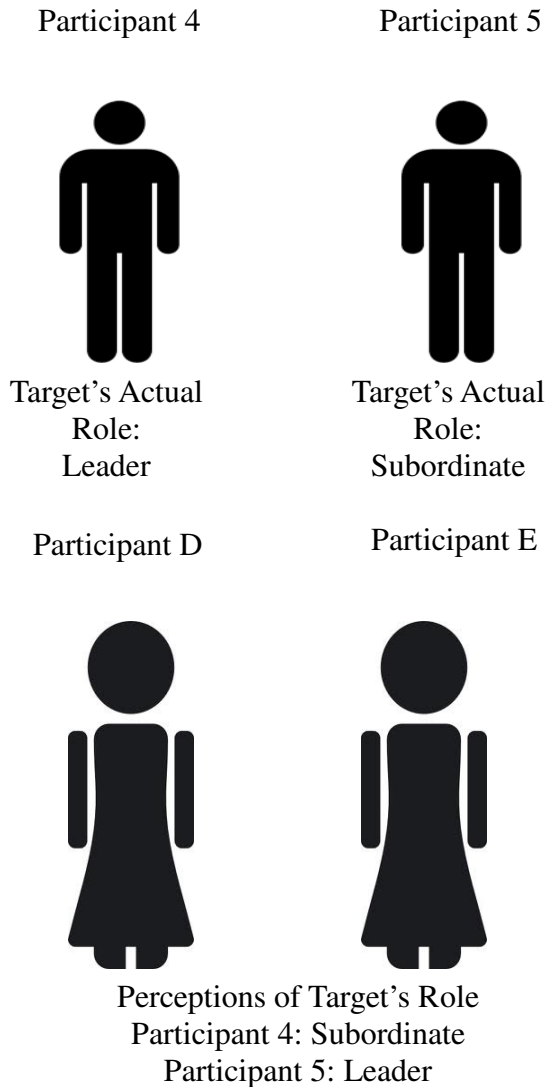 Participant 4
Participant 5
Target's Actual
Role:
Leader
Target's Actual
Role:
Subordinate
Participant D
Participant E
Perceptions of Target's Role
Participant 4: Subordinate
Participant 5: Leader